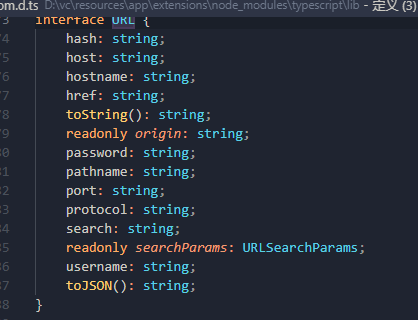 om.d.ts D:\vc\resources\app\extensions\node_modules\typescript\lib - 定义 (3)
73 interface URL {
74 hash: string;
75 host: string;
76 hostname: string;
77 href: string;
78 toString(): string;
79 readonly origin: string;
80 password: string;
81 pathname: string;
82 port: string;
83 protocol: string;
84 search: string;
85 readonly searchParams: URLSearchParams;
86 username: string;
87 toJSON(): string;
88 }